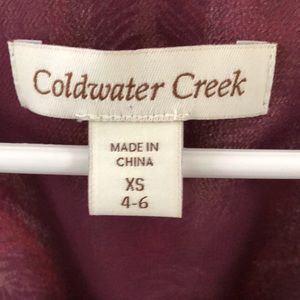 Coldwater Creek
MADE IN
CHINA
XS
4-6